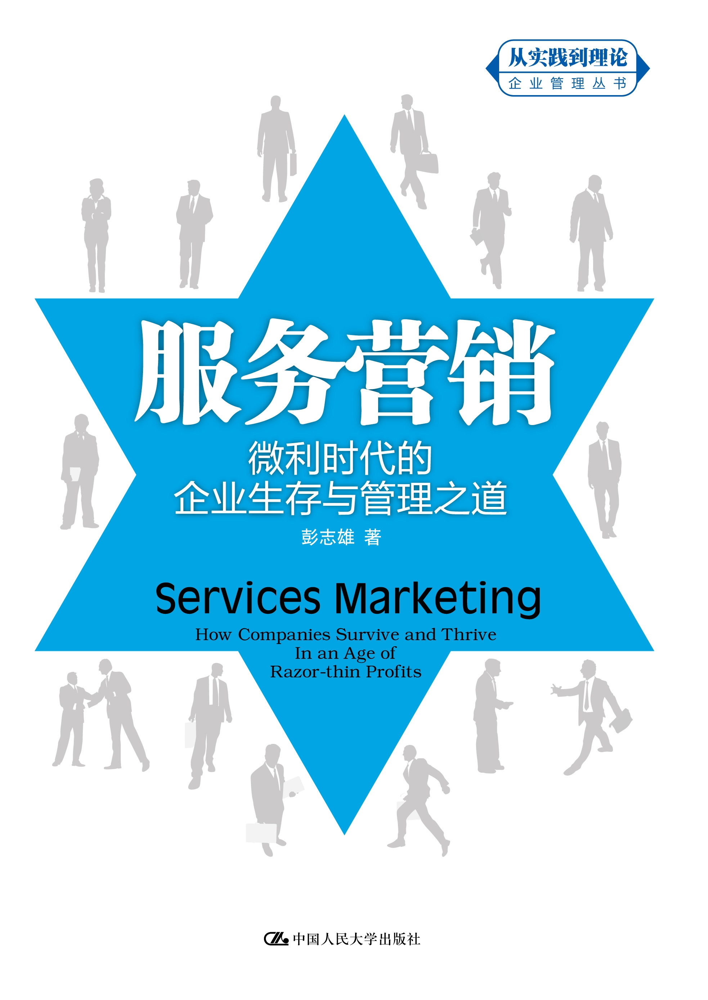 从实践到理论
企业管理丛书
服务营销
微利时代的
企业生存与管理之道
彭志雄 著
Services Marketing
How Companies Survive and Thrive
In an Age of
Razor-thin Profits
中国人民大学出版社